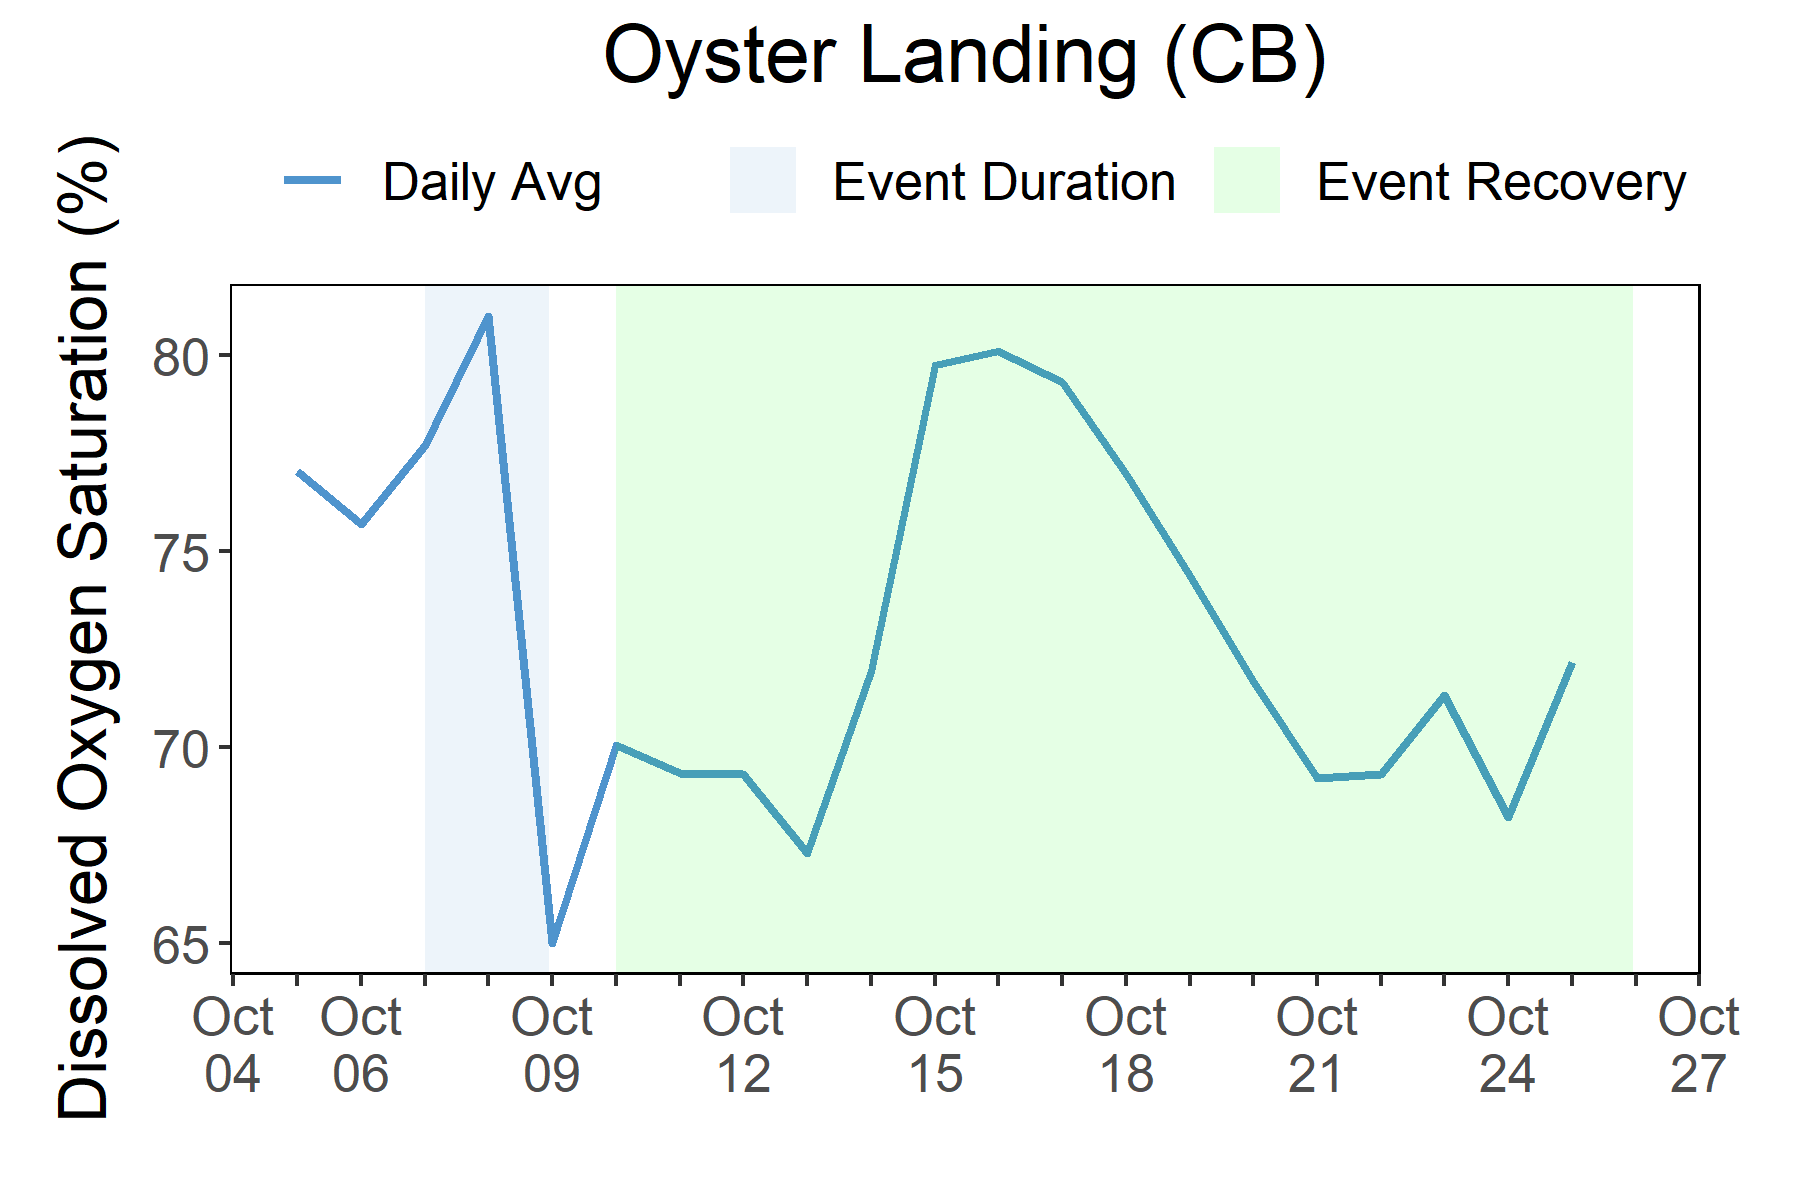 Oyster Landing (CB)
Daily Avg Event Duration Event Recovery
Dissolved Oxygen Saturation (%)
80
75
70
65
Oct 04 Oct 06 Oct 09 Oct 12 Oct 15 Oct 18 Oct 21 Oct 24 Oct 27